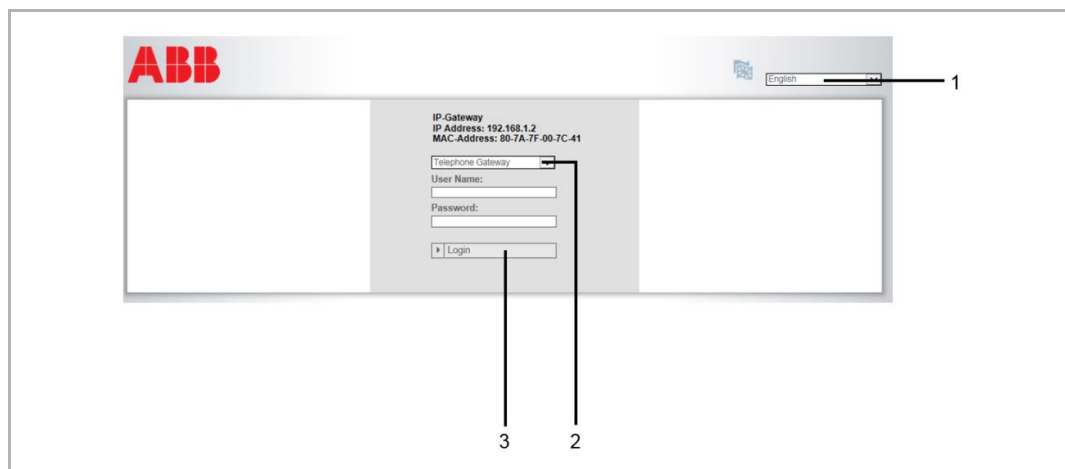 ABB
English
1
IP-Gateway
IP Address: 192.168.1.2
MAC-Address: 80-7A-7F-00-7C-41
Telephone Gateway
User Name:
Password:
Login
3 2